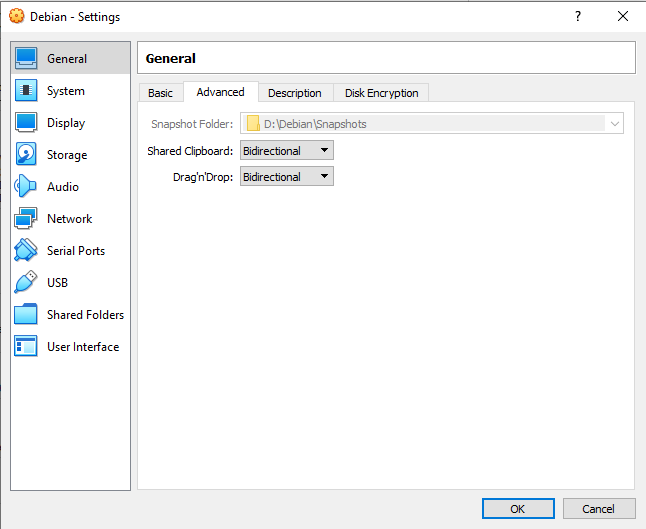 Debian - Settings
?
General
System
Display
Storage
Audio
Network
Serial Ports
USB
Shared Folders
User Interface
General
Basic Advanced Description Disk Encryption
Snapshot Folder: D:\Debian\Snapshots
Shared Clipboard: Bidirectional
Drag'n'Drop: Bidirectional
OK Cancel